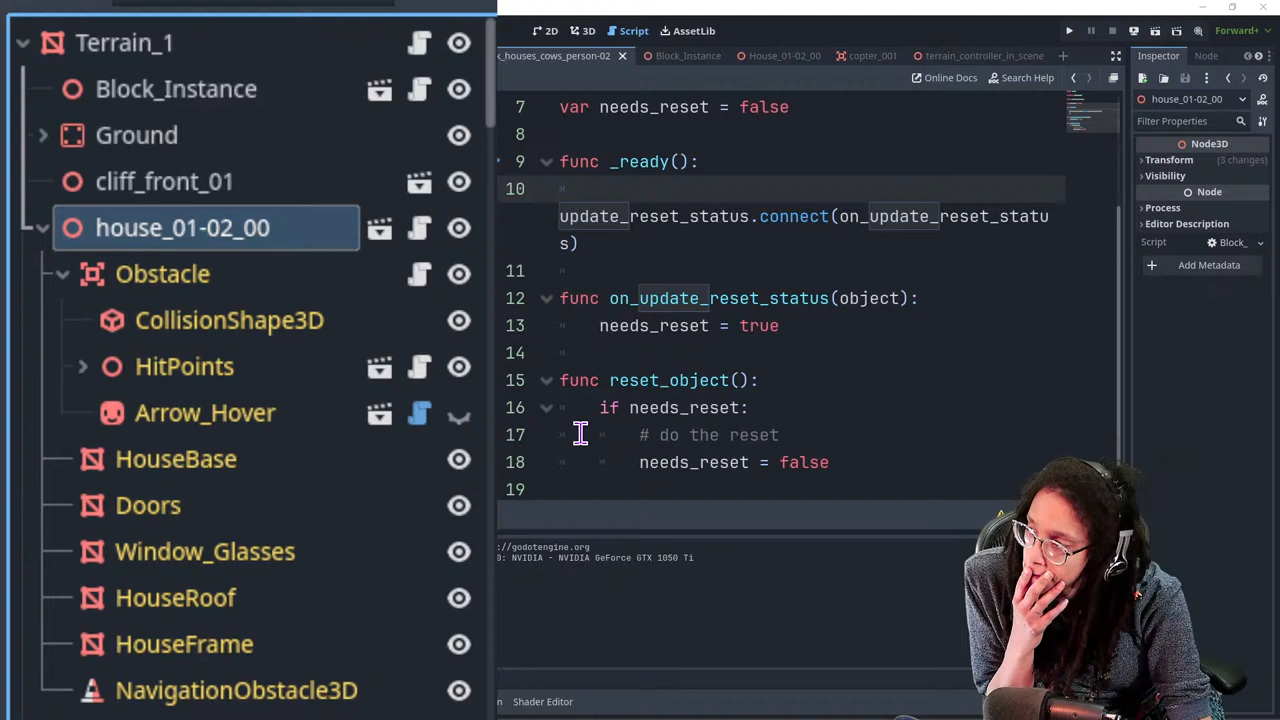 Terrain_1
Block_Instance
Ground
cliff_front_01
house_01-02_00
Obstacle
CollisionShape3D
HitPoints
Arrow_Hover
HouseBase
Doors
Window_Glasses
HouseRoof
HouseFrame
NavigationObstacle3D
2D 3D Script AssetLib
Forward+
k_houses_cows_person-02 Block_Instance House_01-02_00 copter_001 terrain_controller_in_scene
Online Docs Search Help
7 var needs_reset = false
8
9 func _ready():
10
update_reset_status.connect(on_update_reset_statu
s)
11
12 func on_update_reset_status(object):
13 needs_reset = true
14
15 func reset_object():
16 if needs_reset:
17 # do the reset
18 needs_reset = false
19
://godotengine.org
0: NVIDIA - NVIDIA GeForce GTX 1050 Ti
Shader Editor
Inspector Node
house_01-02_00
Filter Properties
Node3D
Transform (3 changes)
Visibility
Node
Process
Editor Description
Script Block_
Add Metadata